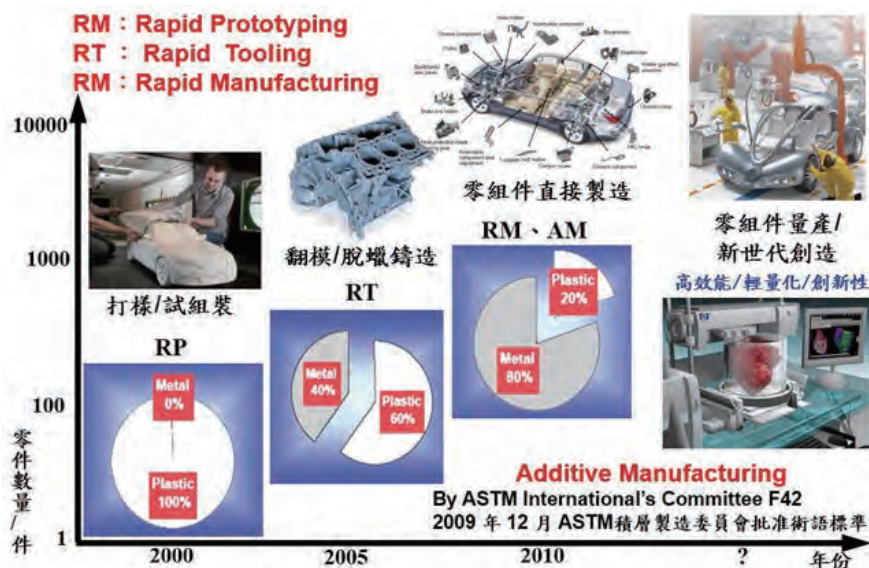 RM：Rapid Prototyping
RT ：Rapid Tooling
RM：Rapid Manufacturing
10000
1000
100
1
零件數量/件
打樣/試組裝
RP
Metal
0%
Plastic
100%
翻模/脫蠟鑄造
RT
Metal
40%
Plastic
60%
零組件直接製造
RM、AM
Plastic
20%
Metal
80%
零組件量產/
新世代創造
高效能/輕量化/創新性
Additive Manufacturing
By ASTM International's Committee F42
2009 年 12 月 ASTM積層製造委員會批准術語標準
2000
2005
2010
?
年份